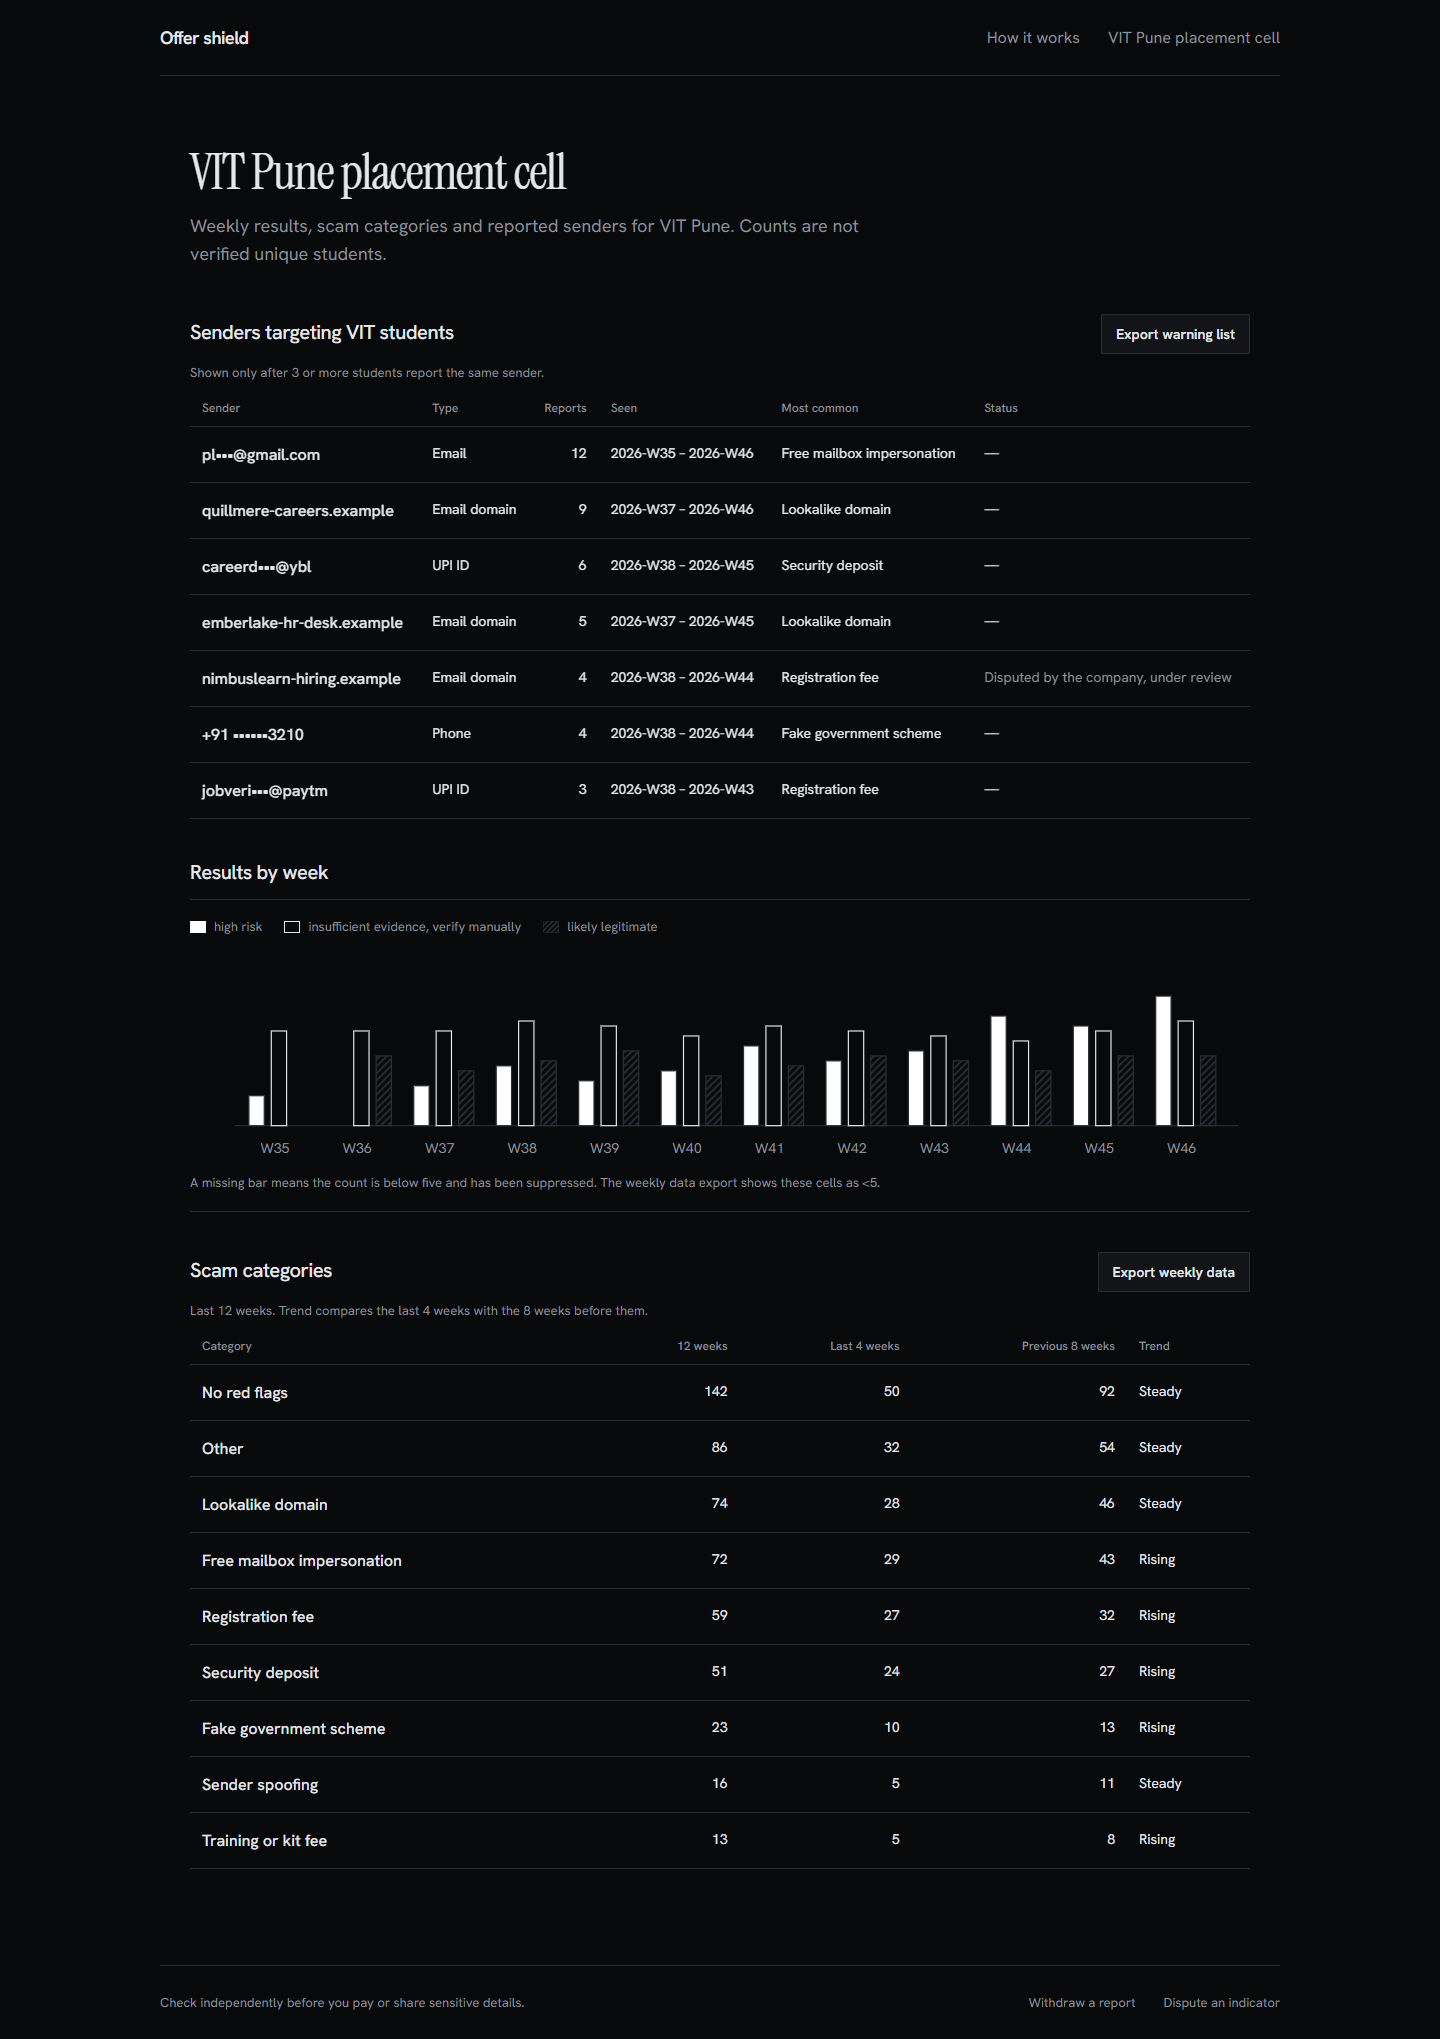 Offer shield
How it works
VIT Pune placement cell
VIT Pune placement cell
Weekly results, scam categories and reported senders for VIT Pune. Counts are not
verified unique students.
Senders targeting VIT students
Export warning list
Shown only after 3 or more students report the same sender.
Sender Type Reports Seen Most common Status
pl▪▪▪@gmail.com Email 12 2026-W35 – 2026-W46 Free mailbox impersonation —
quillmere-careers.example Email domain 9 2026-W37 – 2026-W46 Lookalike domain —
careerd▪▪▪@ybl UPI ID 6 2026-W38 – 2026-W45 Security deposit —
emberlake-hr-desk.example Email domain 5 2026-W37 – 2026-W45 Lookalike domain —
nimbuslearn-hiring.example Email domain 4 2026-W38 – 2026-W44 Registration fee Disputed by the company, under review
+91 ▪▪▪▪▪▪3210 Phone 4 2026-W38 – 2026-W44 Fake government scheme —
jobveri▪▪▪@paytm UPI ID 3 2026-W38 – 2026-W43 Registration fee —
Results by week
high risk insufficient evidence, verify manually likely legitimate
W35 W36 W37 W38 W39 W40 W41 W42 W43 W44 W45 W46
A missing bar means the count is below five and has been suppressed. The weekly data export shows these cells as <5.
Scam categories
Export weekly data
Last 12 weeks. Trend compares the last 4 weeks with the 8 weeks before them.
Category 12 weeks Last 4 weeks Previous 8 weeks Trend
No red flags 142 50 92 Steady
Other 86 32 54 Steady
Lookalike domain 74 28 46 Steady
Free mailbox impersonation 72 29 43 Rising
Registration fee 59 27 32 Rising
Security deposit 51 24 27 Rising
Fake government scheme 23 10 13 Rising
Sender spoofing 16 5 11 Steady
Training or kit fee 13 5 8 Rising
Check independently before you pay or share sensitive details.
Withdraw a report
Dispute an indicator